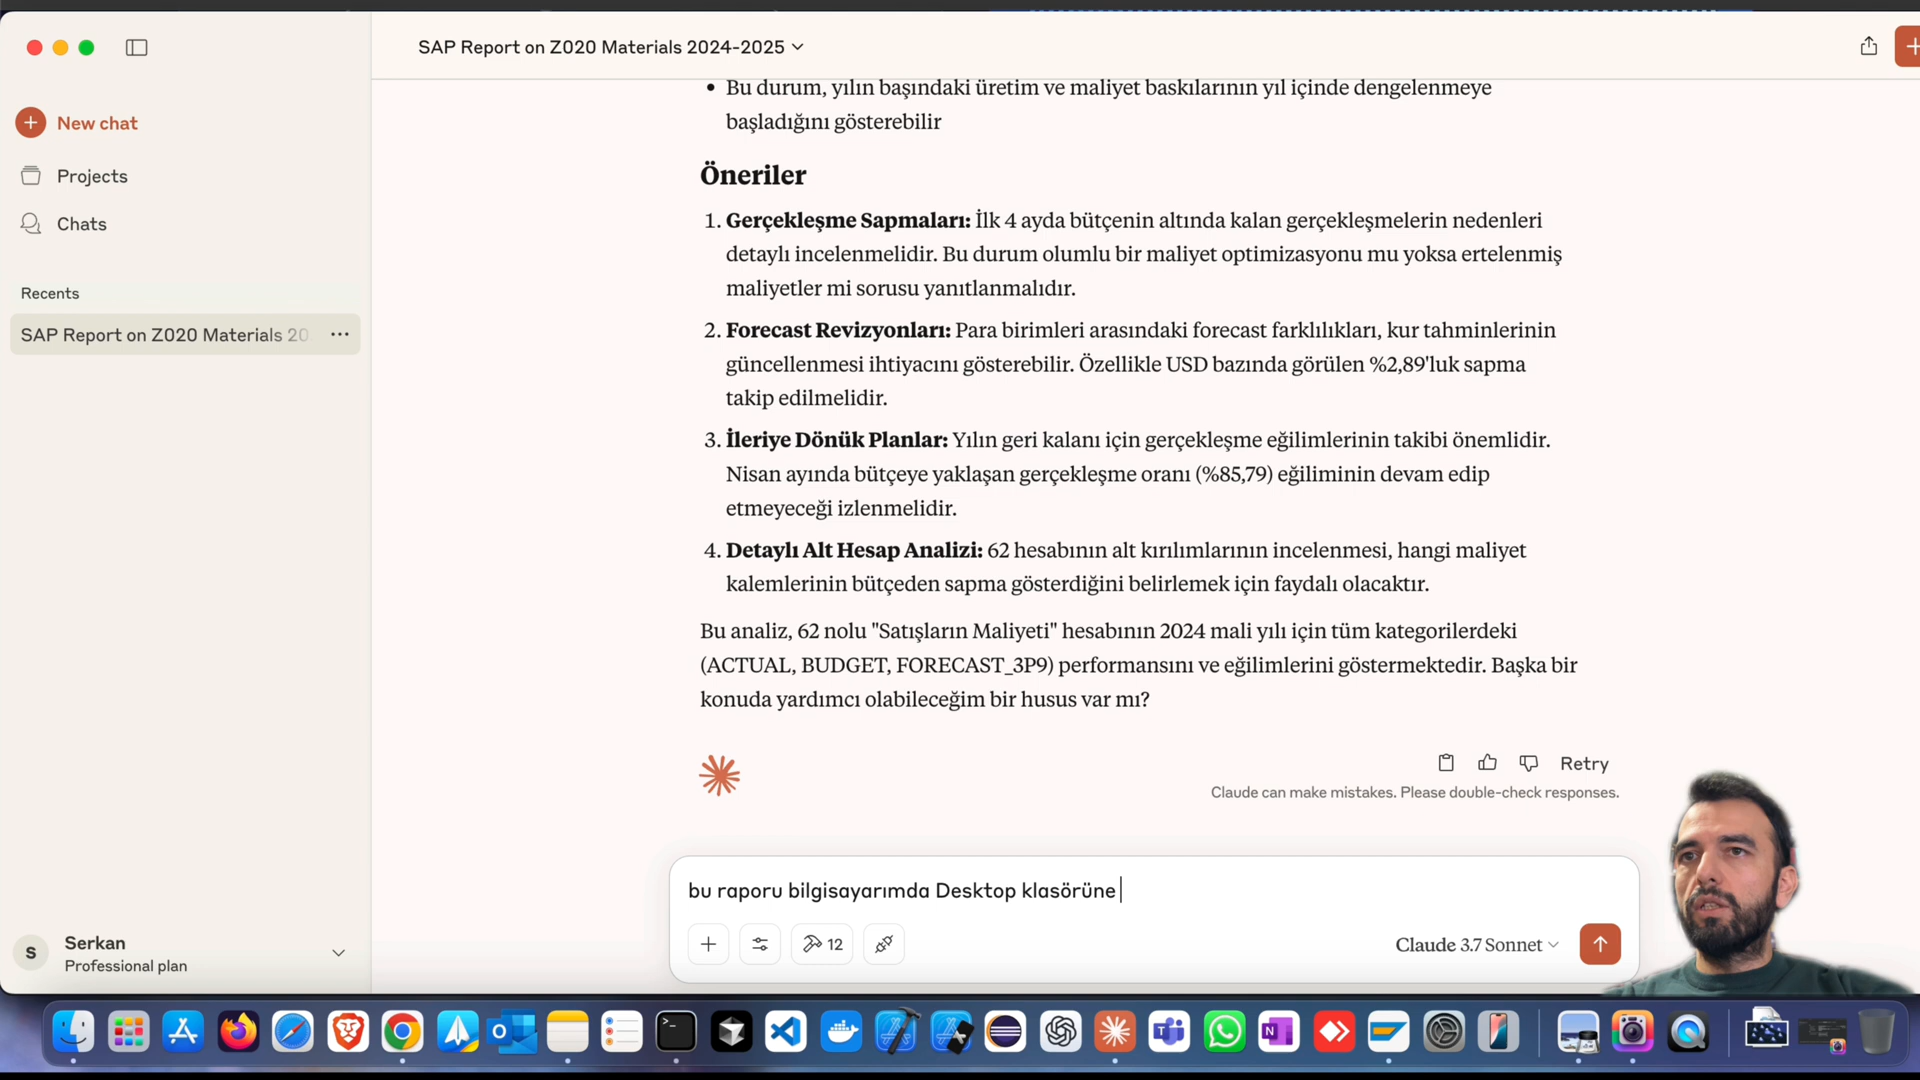 SAP Report on Z020 Materials 2024-2025
New chat
Projects
Chats
Recents
SAP Report on Z020 Materials 20
Bu durum, yılın başındaki üretim ve maliyet baskılarının yıl içinde dengelenmeye
başladığını gösterebilir
Öneriler
1. Gerçekleşme Sapmaları: İlk 4 ayda bütçenin altında kalan gerçekleşmelerin nedenleri
detaylı incelenmelidir. Bu durum olumlu bir maliyet optimizasyonu mu yoksa ertelenmiş
maliyetler mi sorusu yanıtlanmalıdır.
2. Forecast Revizyonları: Para birimleri arasındaki forecast farklılıkları, kur tahminlerinin
güncellenmesi ihtiyacını gösterebilir. Özellikle USD bazında görülen %2,89'luk sapma
takip edilmelidir.
3. İleriye Dönük Planlar: Yılın geri kalanı için gerçekleşme eğilimlerinin takibi önemlidir.
Nisan ayında bütçeye yaklaşan gerçekleşme oranı (%85,79) eğiliminin devam edip
etmeyeceği izlenmelidir.
4. Detaylı Alt Hesap Analizi: 62 hesabının alt kırılımlarının incelenmesi, hangi maliyet
kalemlerinin bütçeden sapma gösterdiğini belirlemek için faydalı olacaktır.
Bu analiz, 62 nolu "Satışların Maliyeti" hesabının 2024 mali yılı için tüm kategorilerdeki
(ACTUAL, BUDGET, FORECAST_3P9) performansını ve eğilimlerini göstermektedir. Başka bir
konuda yardımcı olabileceğim bir husus var mı?
Retry
Claude can make mistakes. Please double-check responses.
bu raporu bilgisayarımda Desktop klasörüne
12
Claude 3.7 Sonnet
S
Serkan
Professional plan